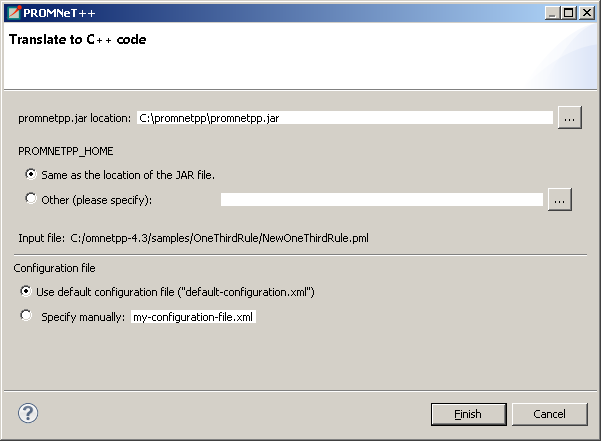 PROMNeT++
Translate to C++ code
promnetpp.jar location: C:\promnetpp\promnetpp.jar ...
PROMNETPP_HOME
Same as the location of the JAR file.
Other (please specify): ...
Input file: C:/omnetpp-4.3/samples/OneThirdRule/NewOneThirdRule.pml
Configuration file
Use default configuration file ("default-configuration.xml")
Specify manually: my-configuration-file.xml
? Finish Cancel